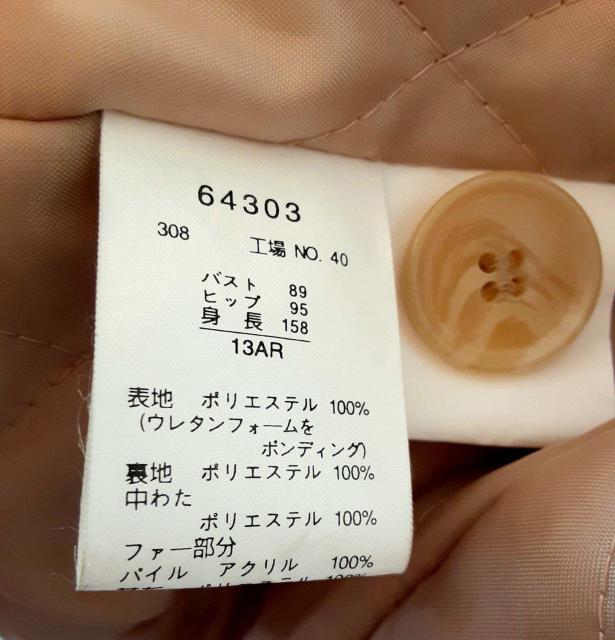 64303
308 工場 NO. 40
バスト 89
ヒップ 95
身長 158
13AR
表地 ポリエステル 100%
(ウレタンフォームを
ボンディング)
裏地 ポリエステル 100%
中わた
ポリエステル 100%
ファー部分
パイル アクリル 100%